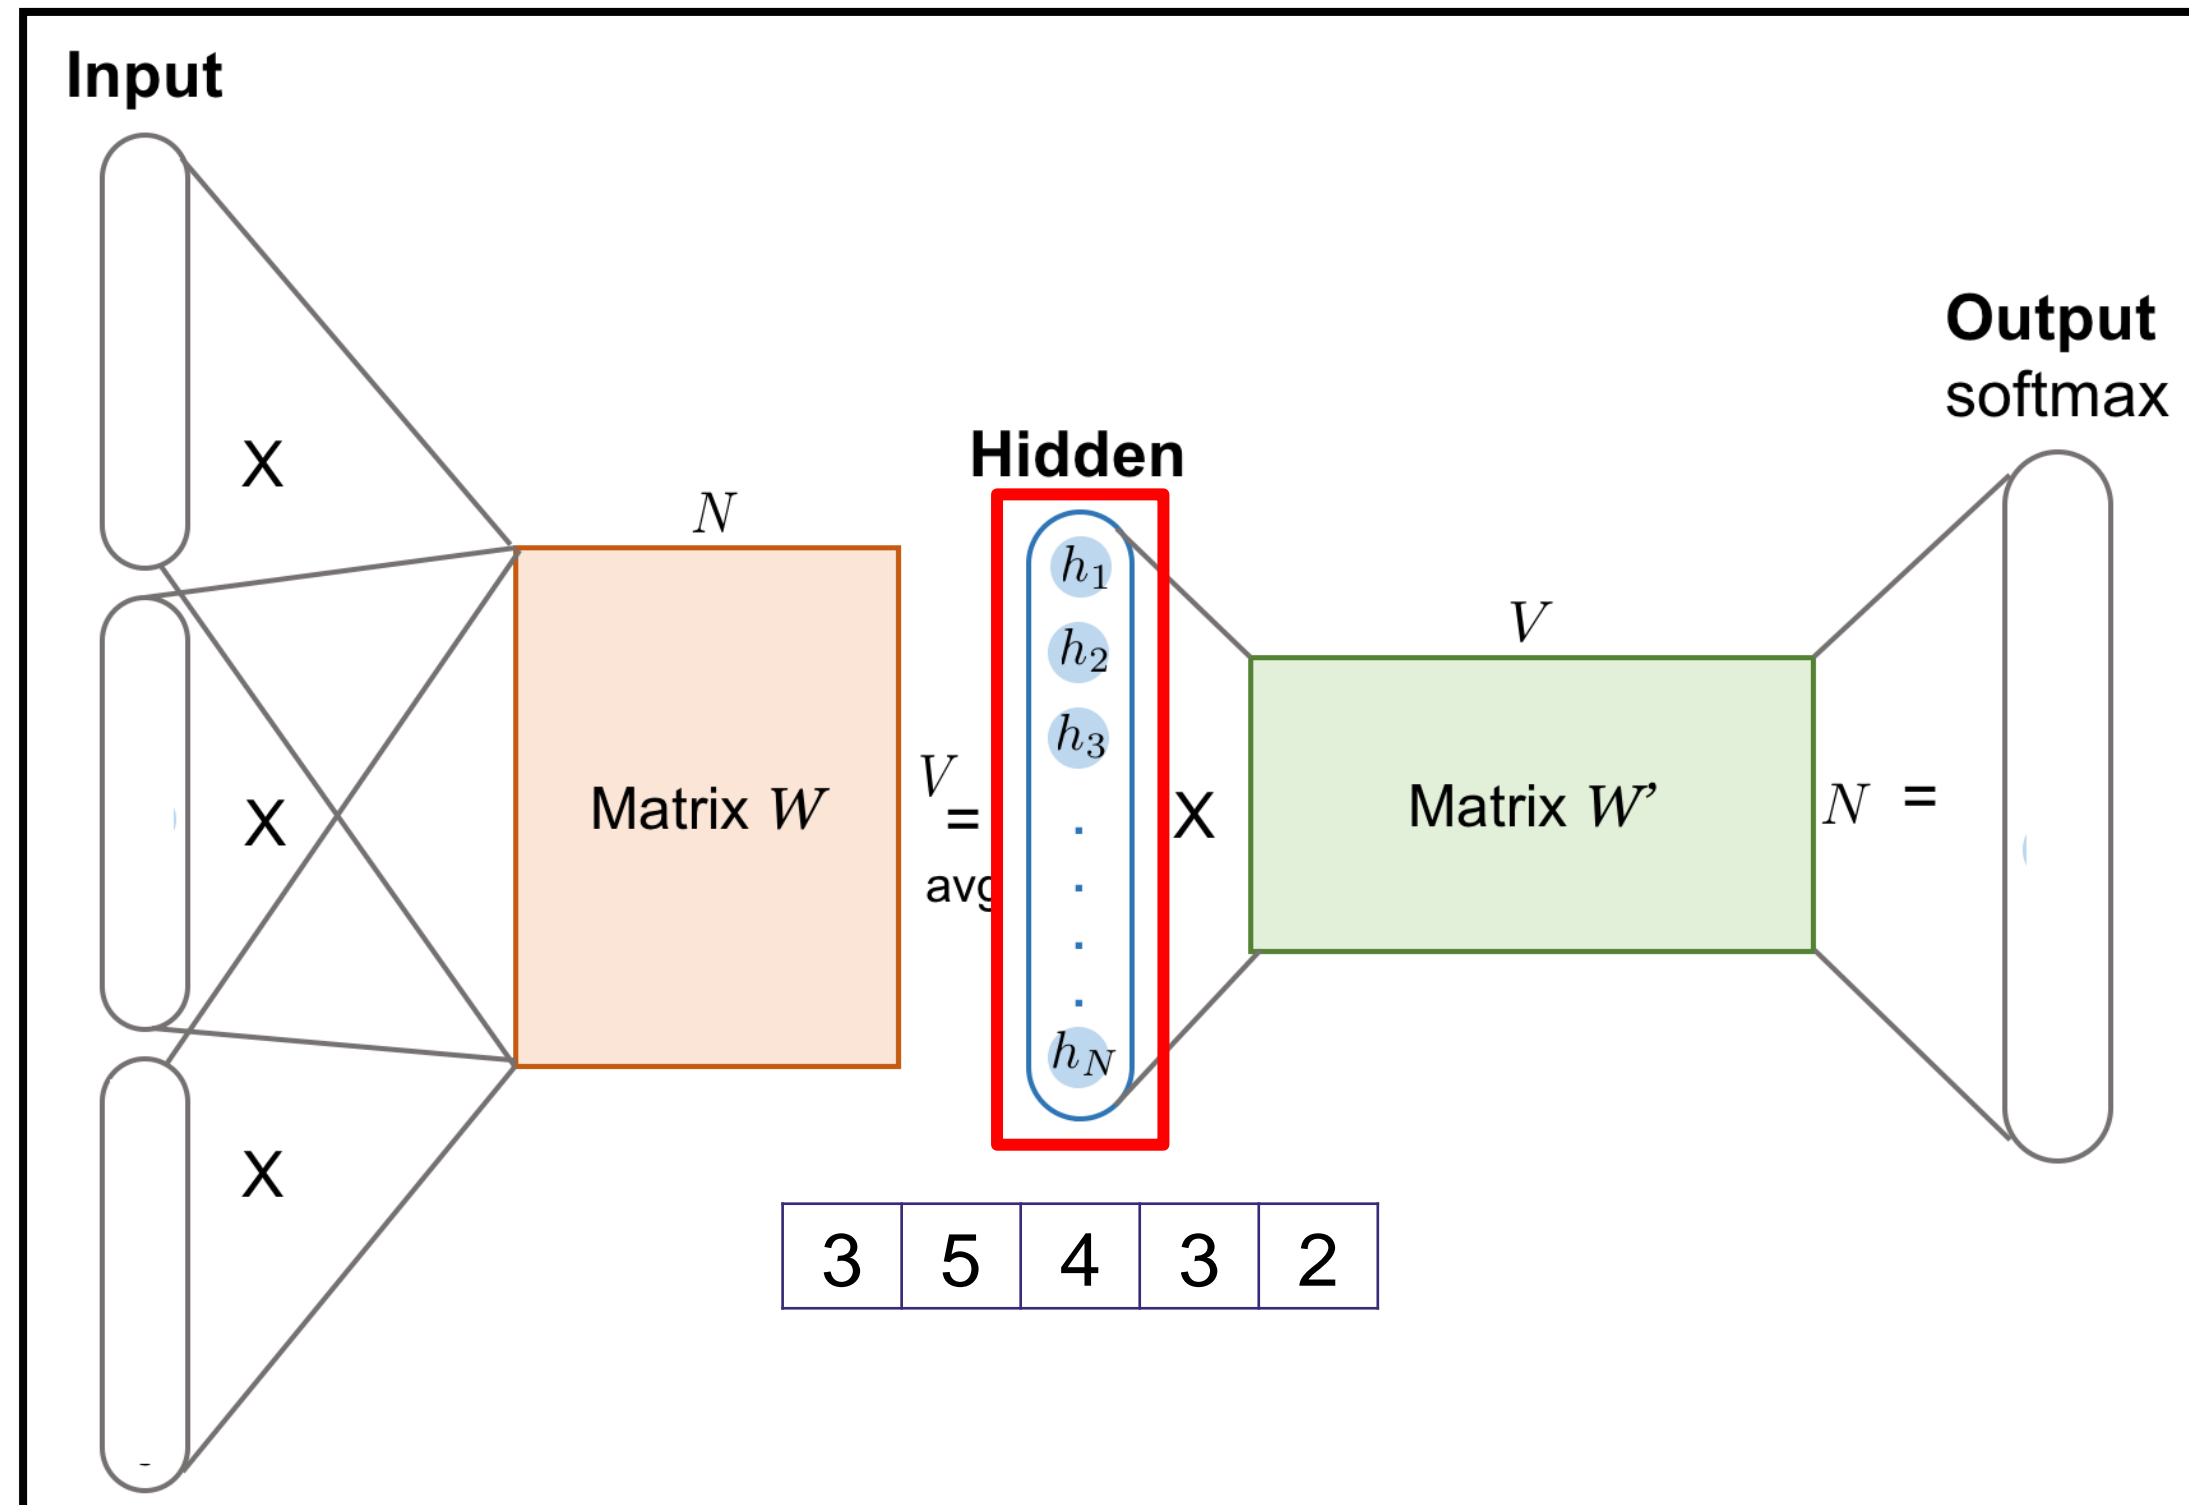 Input
Output
softmax
X
Hidden
N
h1
V
h2
h3
V
Matrix W
=
X
X
Matrix W’
N =
avg
hN
X
3 5 4 3 2